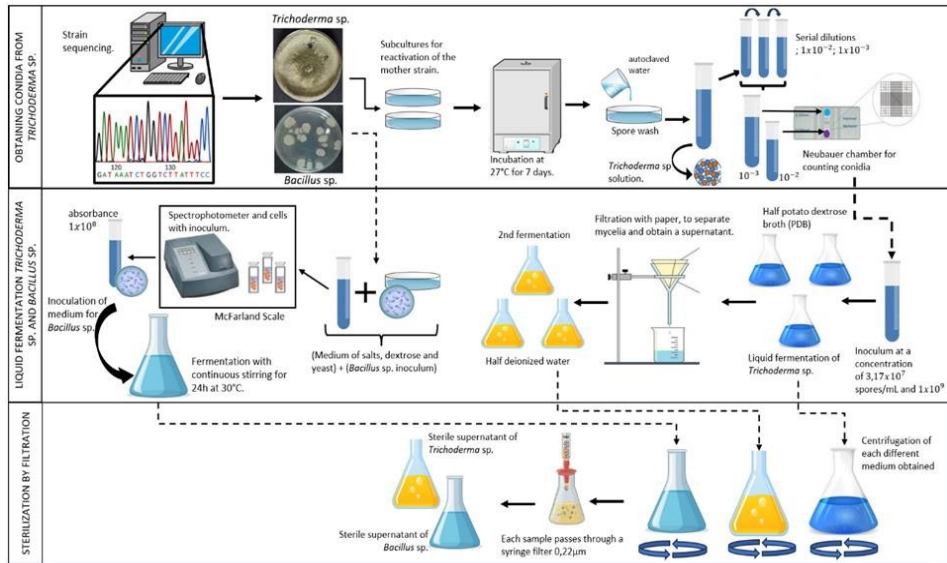 OBTAINING CONIDIA FROM
TRICHODERMA SP.
Strain
sequencing.
120
130
GATAAATCTGGTCTTATTTCC
Trichoderma sp.
Bacillus sp.
Subcultures for
reactivation of the
mother strain.
Incubation at
27°C for 7 days.
autoclaved
water
Spore wash
Trichoderma sp
solution.
Serial dilutions
; 1x10⁻²; 1x10⁻³
10⁻³
10⁻²
Neubauer chamber for
counting conidia
LIQUID FERMENTATION TRICHODERMA
SP. AND BACILLUS SP.
absorbance
1x10⁸
Spectrophotometer and cells
with inoculum.
McFarland Scale
Inoculation of
medium for
Bacillus sp.
Fermentation with
continuous stirring for
24h at 30°C.
(Medium of salts, dextrose and
yeast) + (Bacillus sp. inoculum)
2nd fermentation
Half deionized water
Filtration with paper, to separate
mycelia and obtain a supernatant.
Half potato dextrose
broth (PDB)
Liquid fermentation of
Trichoderma sp.
Inoculum at a
concentration
of 3,17x10⁷
spores/mL and 1x10⁹
STERILIZATION BY FILTRATION
Sterile supernatant of
Trichoderma sp.
Sterile supernatant of
Bacillus sp.
Each sample passes through a
syringe filter 0,22µm
Centrifugation of
each different
medium obtained